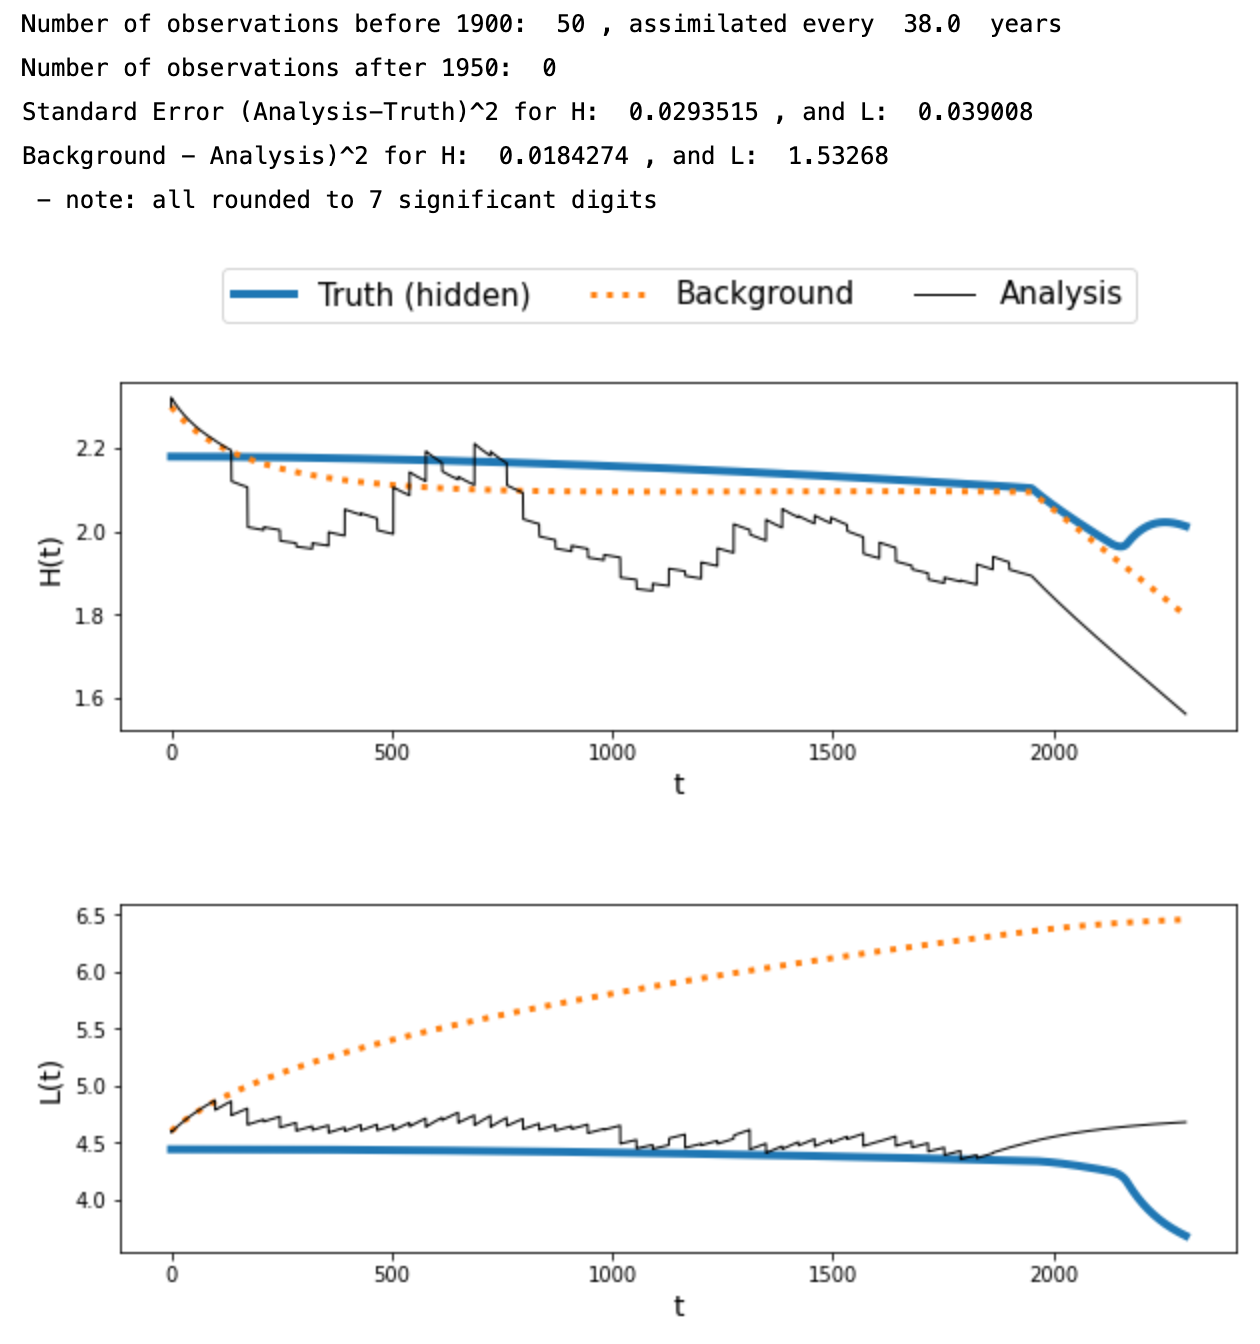 Number of observations before 1900:  50 , assimilated every  38.0  years
Number of observations after 1950:  0
Standard Error (Analysis-Truth)^2 for H:  0.0293515 , and L:  0.039008
Background - Analysis)^2 for H:  0.0184274 , and L:  1.53268
- note: all rounded to 7 significant digits
Truth (hidden) Background Analysis
2.2
2.0
1.8
1.6
H(t)
0 500 1000 1500 2000
t
6.5
6.0
5.5
5.0
4.5
4.0
L(t)
0 500 1000 1500 2000
t